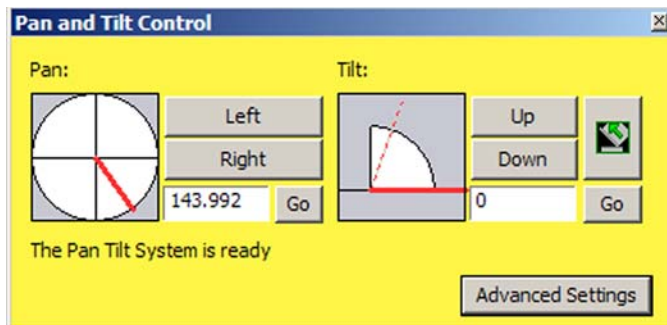 Pan and Tilt Control
Pan: Tilt:
Left Up
Right Down
143.992 Go 0 Go
The Pan Tilt System is ready
Advanced Settings